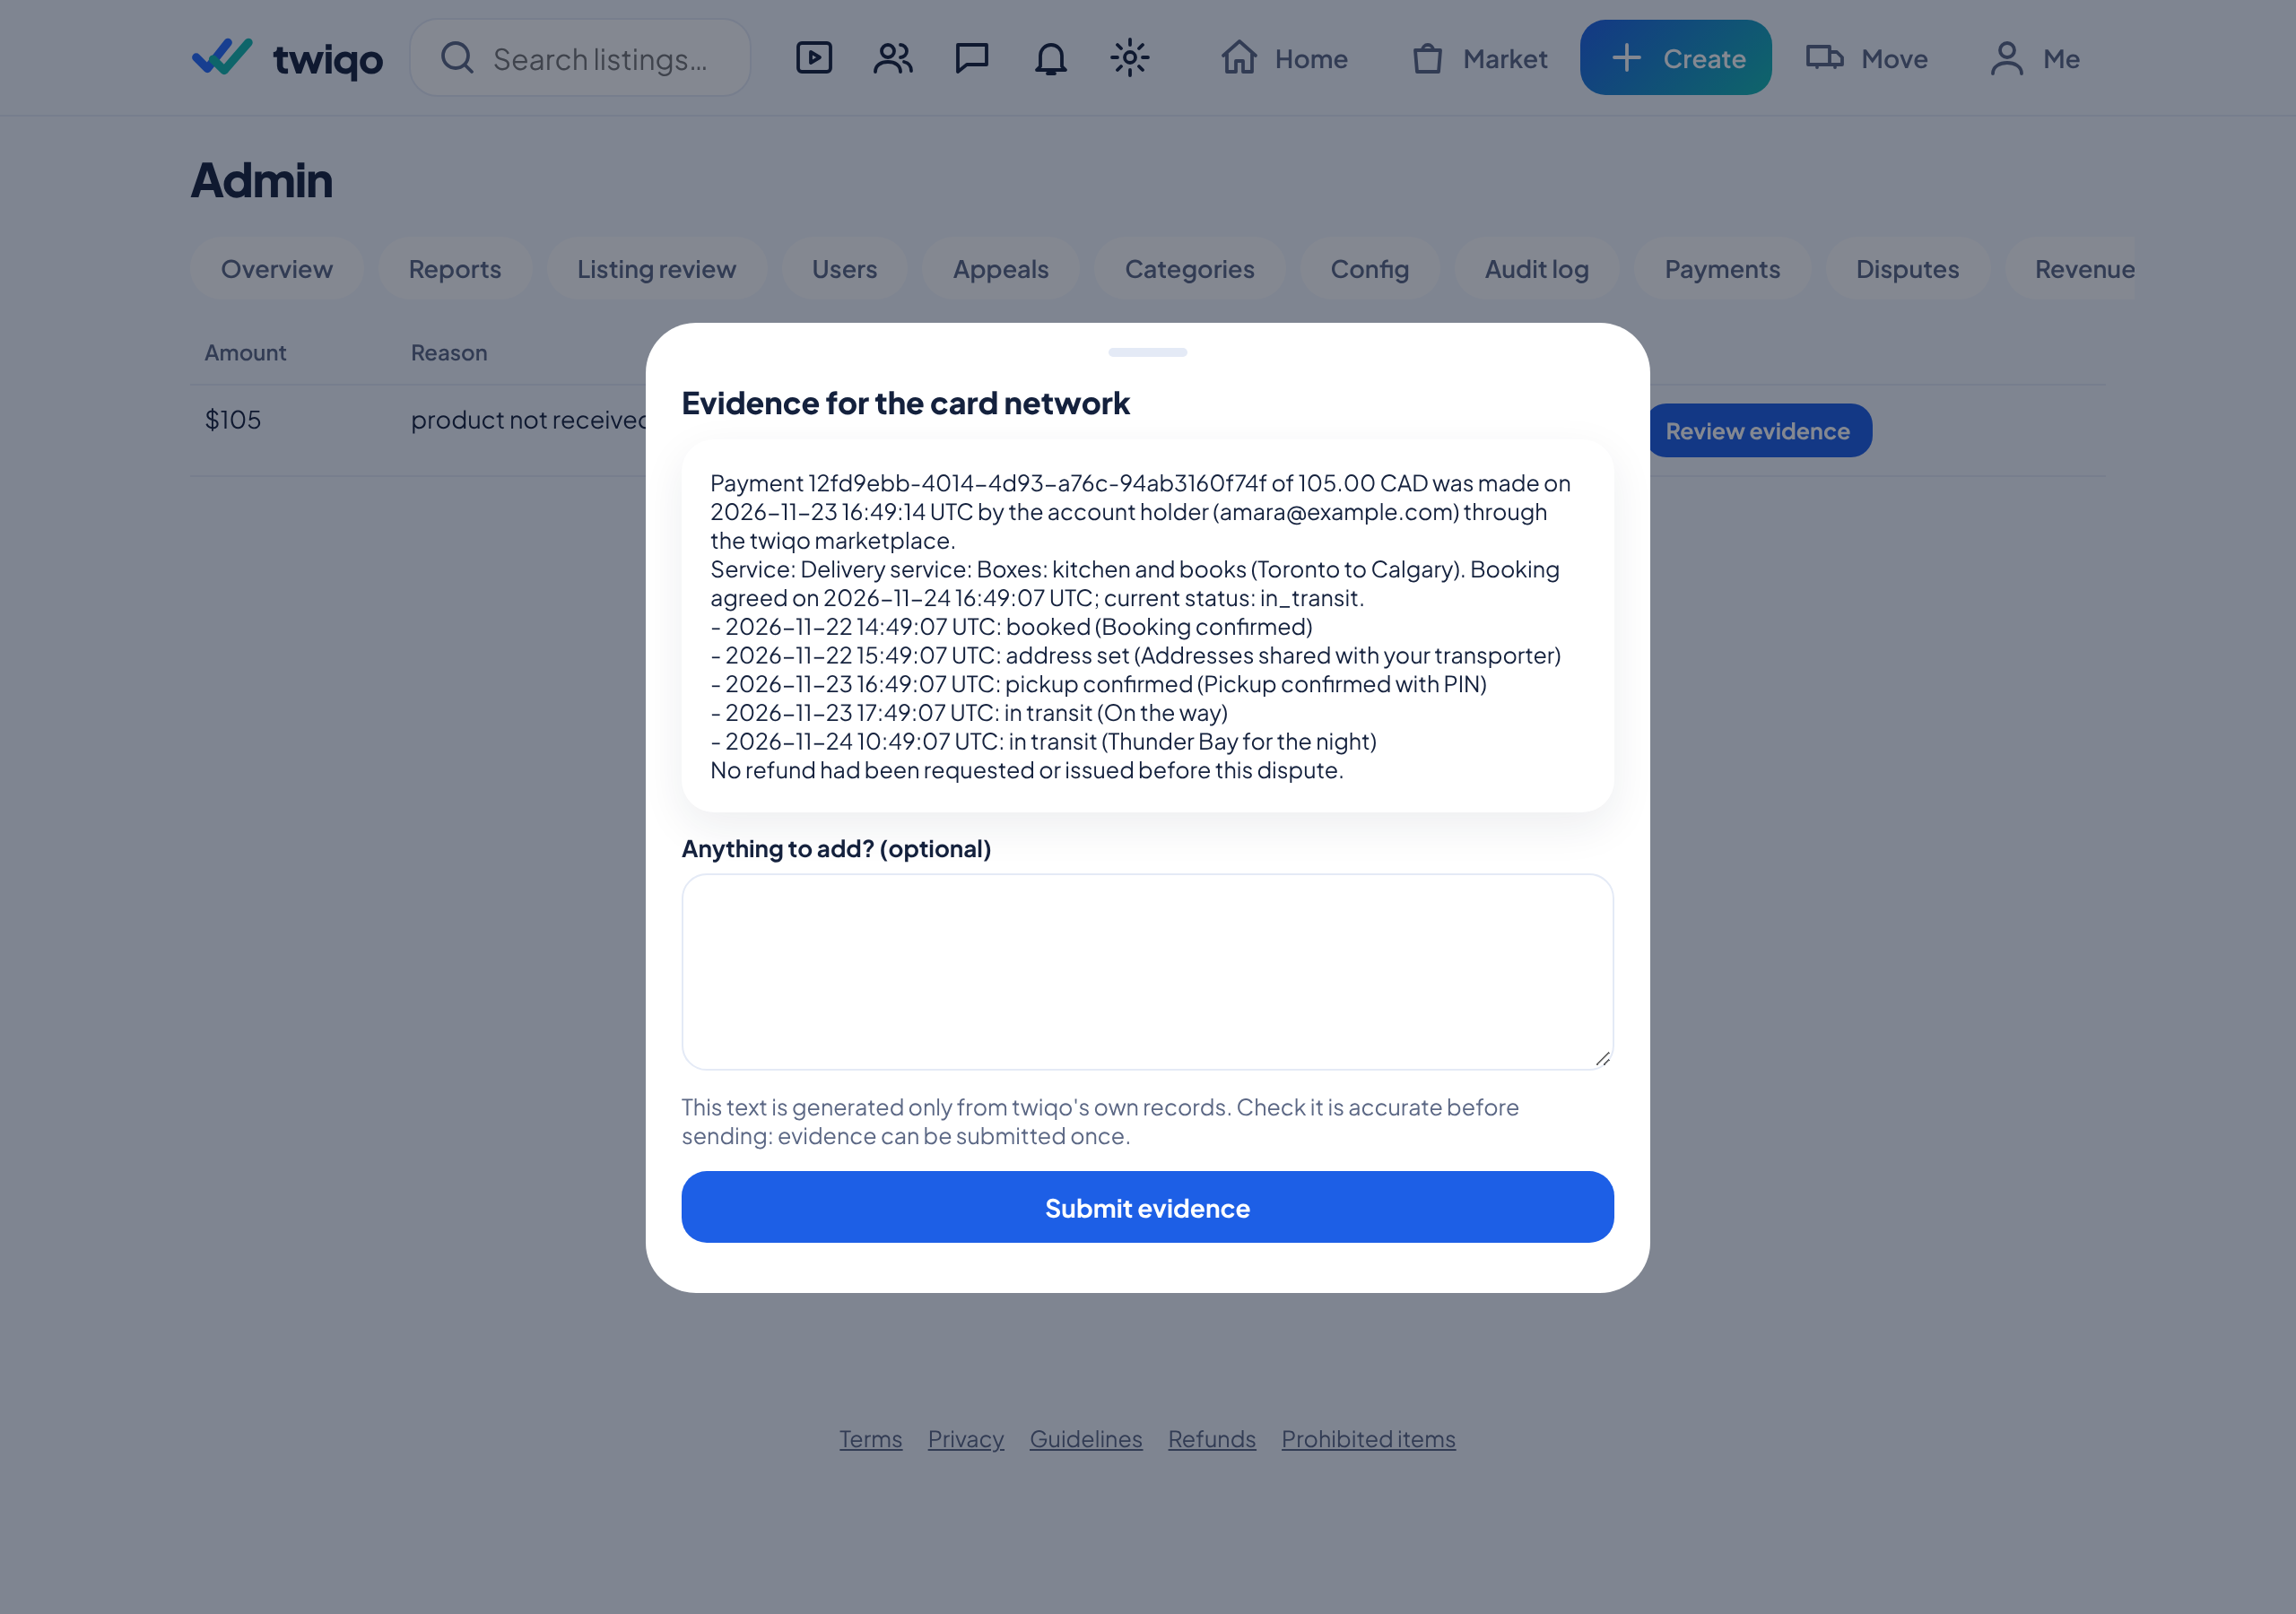 twiqo
Search listings...
Home
Market
Create
Move
Me
Admin
Overview
Reports
Listing review
Users
Appeals
Categories
Config
Audit log
Payments
Disputes
Revenue
Amount
Reason
$105
product not received
Review evidence
Evidence for the card network
Payment 12fd9ebb-4014-4d93-a76c-94ab3160f74f of 105.00 CAD was made on
2026-11-23 16:49:14 UTC by the account holder (amara@example.com) through
the twiqo marketplace.
Service: Delivery service: Boxes: kitchen and books (Toronto to Calgary). Booking
agreed on 2026-11-24 16:49:07 UTC; current status: in_transit.
- 2026-11-22 14:49:07 UTC: booked (Booking confirmed)
- 2026-11-22 15:49:07 UTC: address set (Addresses shared with your transporter)
- 2026-11-23 16:49:07 UTC: pickup confirmed (Pickup confirmed with PIN)
- 2026-11-23 17:49:07 UTC: in transit (On the way)
- 2026-11-24 10:49:07 UTC: in transit (Thunder Bay for the night)
No refund had been requested or issued before this dispute.
Anything to add? (optional)
This text is generated only from twiqo's own records. Check it is accurate before
sending: evidence can be submitted once.
Submit evidence
Terms
Privacy
Guidelines
Refunds
Prohibited items